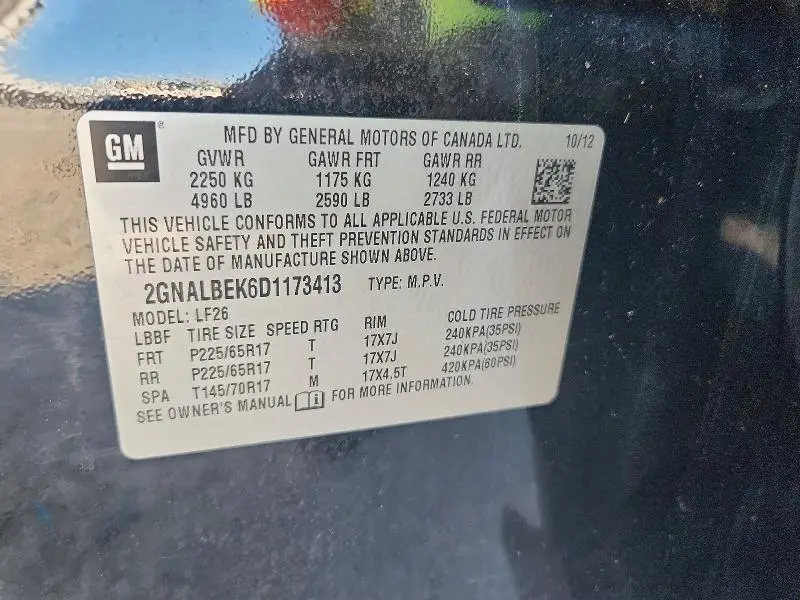 GM ® MFD BY GENERAL MOTORS OF CANADA LTD. 10/12
GVWR GAWR FRT GAWR RR
2250 KG 1175 KG 1240 KG
4960 LB 2590 LB 2733 LB
THIS VEHICLE CONFORMS TO ALL APPLICABLE U.S. FEDERAL MOTOR
VEHICLE SAFETY AND THEFT PREVENTION STANDARDS IN EFFECT ON
THE DATE OF MANUFACTURE SHOWN ABOVE.
2GNALBEK6D1173413 TYPE: M.P.V.
MODEL: LF26
LBBF TIRE SIZE SPEED RTG RIM COLD TIRE PRESSURE
FRT P225/65R17 T 17X7J 240KPA(35PSI)
RR P225/65R17 T 17X7J 240KPA(35PSI)
SPA T145/70R17 M 17X4.5T 420KPA(60PSI)
SEE OWNER'S MANUAL i FOR MORE INFORMATION.